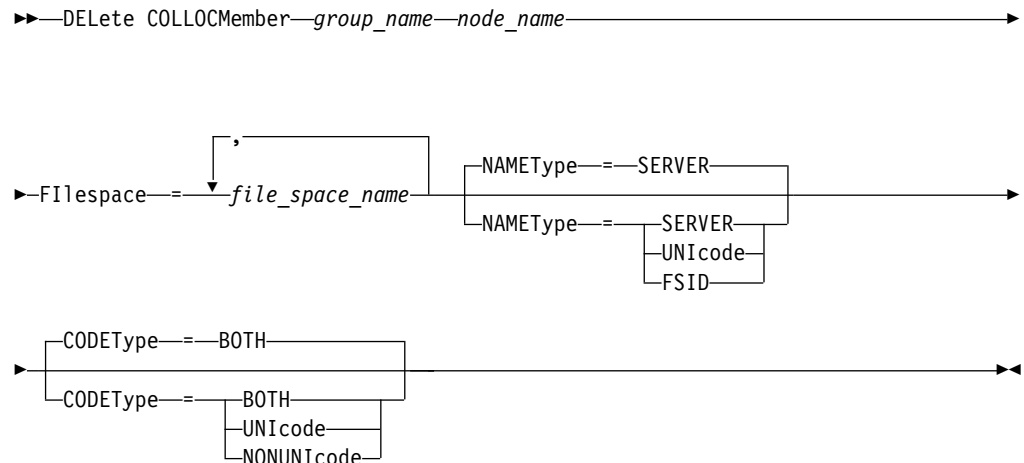 DELete COLLOCMember group_name node_name
,
NAMEType = SERVER
FIlespace = file_space_name
NAMEType = SERVER
UNIcode
FSID
CODEType = BOTH
CODEType = BOTH
UNIcode
NONUNIcode